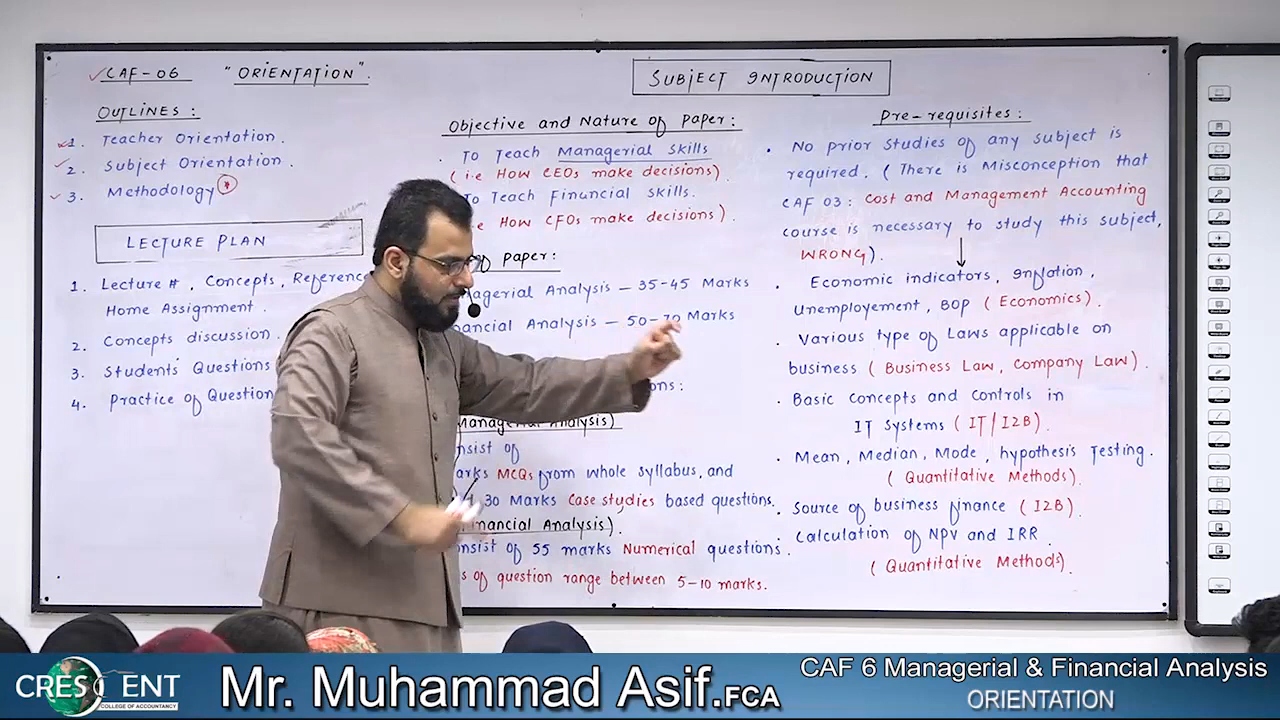 CAF-06 "ORIENTATION".
SUBJECT INTRODUCTION
OUTLINES:
1. Teacher Orientation.
2. Subject Orientation.
3. Methodology
LECTURE PLAN
1. Lecture #, Concepts, Reference
Home Assignment.
2. Concepts discussion.
3. Students Questions
4. Practice of Question
Objective and Nature of Paper:
. To Teach Managerial Skills
(i.e HOW CEOs make decisions).
To Teach Financial Skills
HOW CFOs make decisions).
of Paper:
Analysis - 35-45 Marks
Analysis - 50-70 Marks
Managerial Analysis)
of
MCQs from whole syllabus, and
30 Marks Case studies based questions.
Financial Analysis).
of 55 marks Numerical questions
of question range between 5-10 marks.
Pre-requisites:
. No prior studies of any subject is
required. (There is Misconception that
CAF 03: Cost and Management Accounting
course is necessary to study this subject,
WRONG).
. Economic indicators, Inflation,
Unemployment, BOP (Economics).
. Various type of Laws applicable on
business (Business Law, Company Law).
. Basic Concepts and Controls in
IT Systems (IT/I2B).
. Mean, Median, Mode, hypothesis Testing.
(Quantitative Methods).
. Source of business finance (I2B).
. Calculation of NPV and IRR.
(Quantitative Methods).
CRESCENT
COLLEGE OF ACCOUNTANCY
Mr. Muhammad Asif.FCA
CAF 6 Managerial & Financial Analysis
ORIENTATION